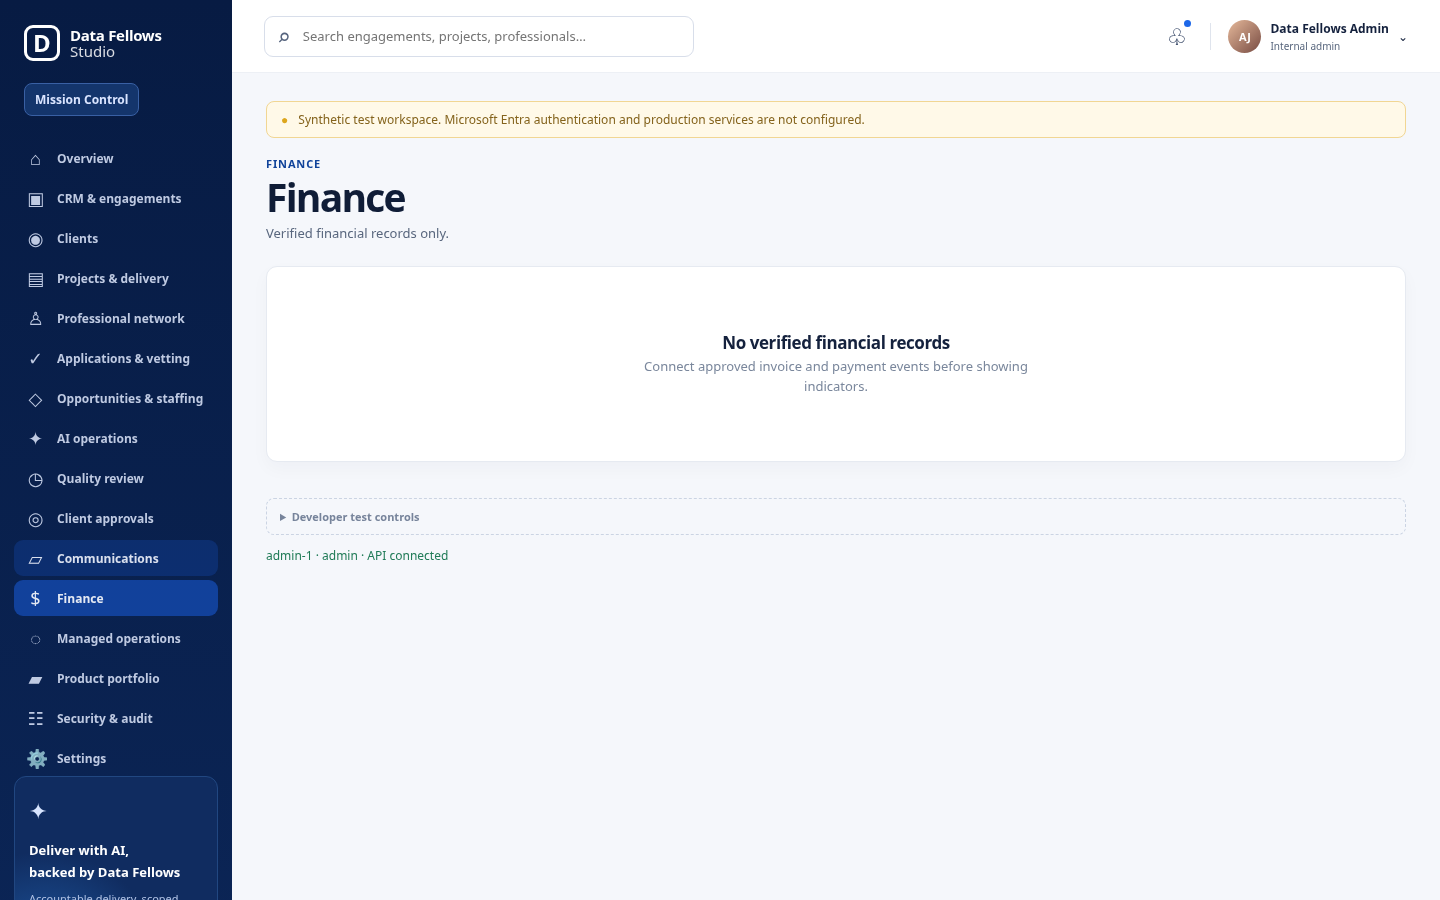 D
Data Fellows
Studio
Mission Control
Overview
CRM & engagements
Clients
Projects & delivery
Professional network
Applications & vetting
Opportunities & staffing
AI operations
Quality review
Client approvals
Communications
$ Finance
Managed operations
Product portfolio
Security & audit
Settings
Deliver with AI,
backed by Data Fellows
Accountable delivery, scoped
Search engagements, projects, professionals...
AJ
Data Fellows Admin
Internal admin
Synthetic test workspace. Microsoft Entra authentication and production services are not configured.
FINANCE
Finance
Verified financial records only.
No verified financial records
Connect approved invoice and payment events before showing
indicators.
Developer test controls
admin-1 · admin · API connected